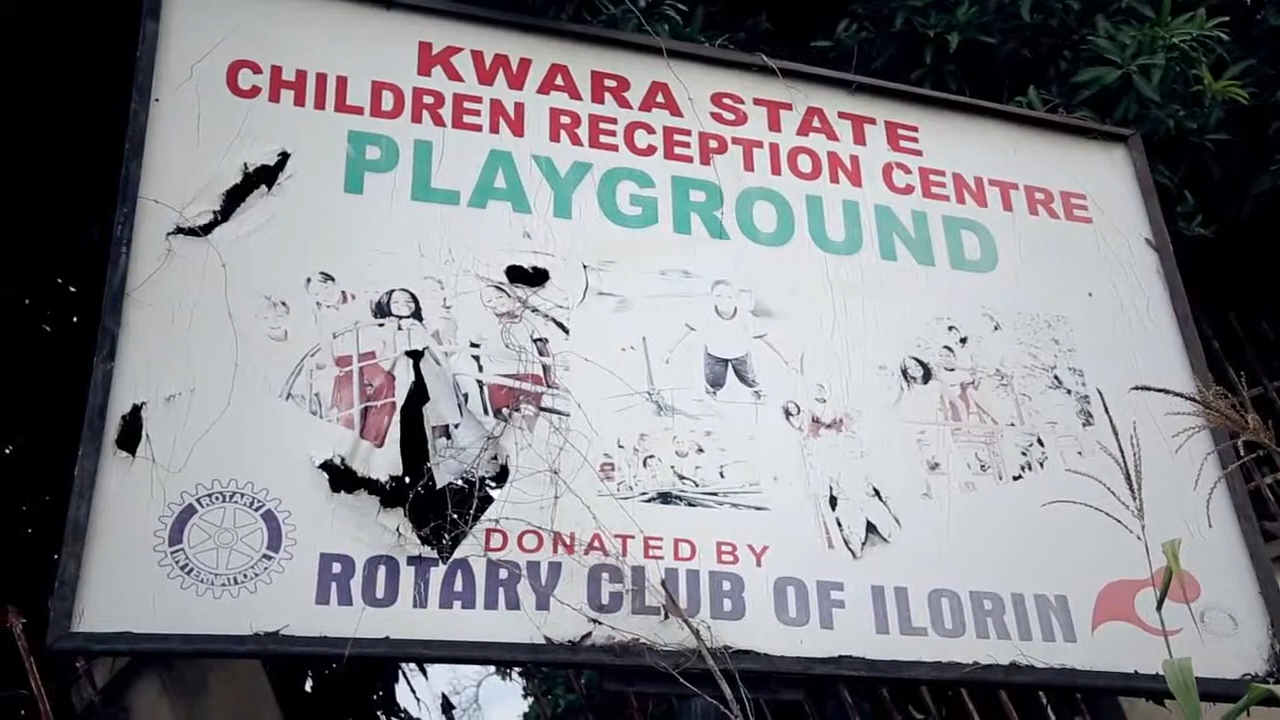 KWARA STATE
CHILDREN RECEPTION CENTRE
PLAYGROUND
ROTARY
INTERNATIONAL
DONATED BY
ROTARY CLUB OF ILORIN